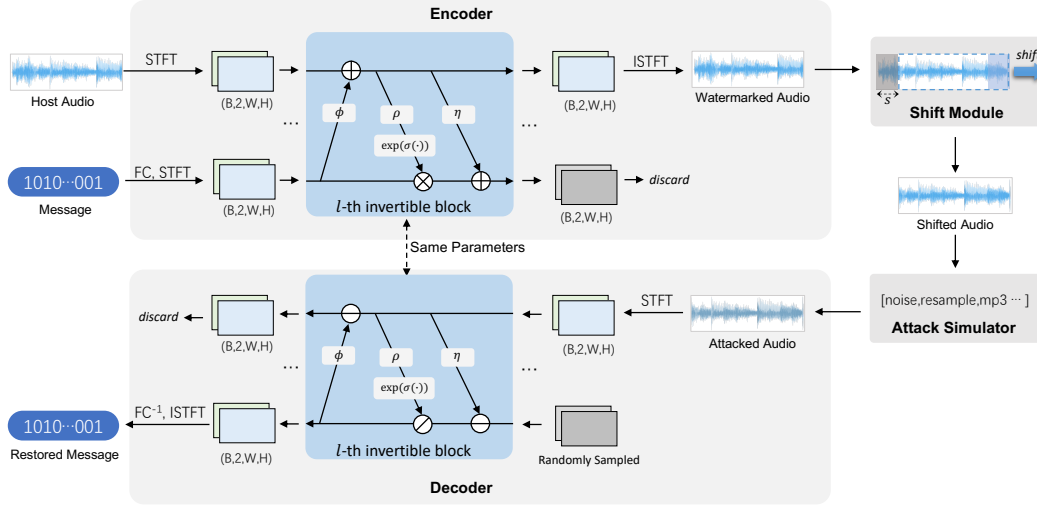 Encoder
Host Audio
STFT
(B,2,W,H)
...
ϕ
ρ
η
exp(σ(·))
l-th invertible block
(B,2,W,H)
...
ISTFT
Watermarked Audio
shift
s
Shift Module
1010···001
Message
FC, STFT
(B,2,W,H)
(B,2,W,H)
discard
Shifted Audio
Same Parameters
[noise,resample,mp3 ··· ]
Attack Simulator
discard
(B,2,W,H)
...
ϕ
ρ
η
exp(σ(·))
l-th invertible block
(B,2,W,H)
...
STFT
Attacked Audio
1010···001
Restored Message
FC⁻¹, ISTFT
(B,2,W,H)
Randomly Sampled
Decoder